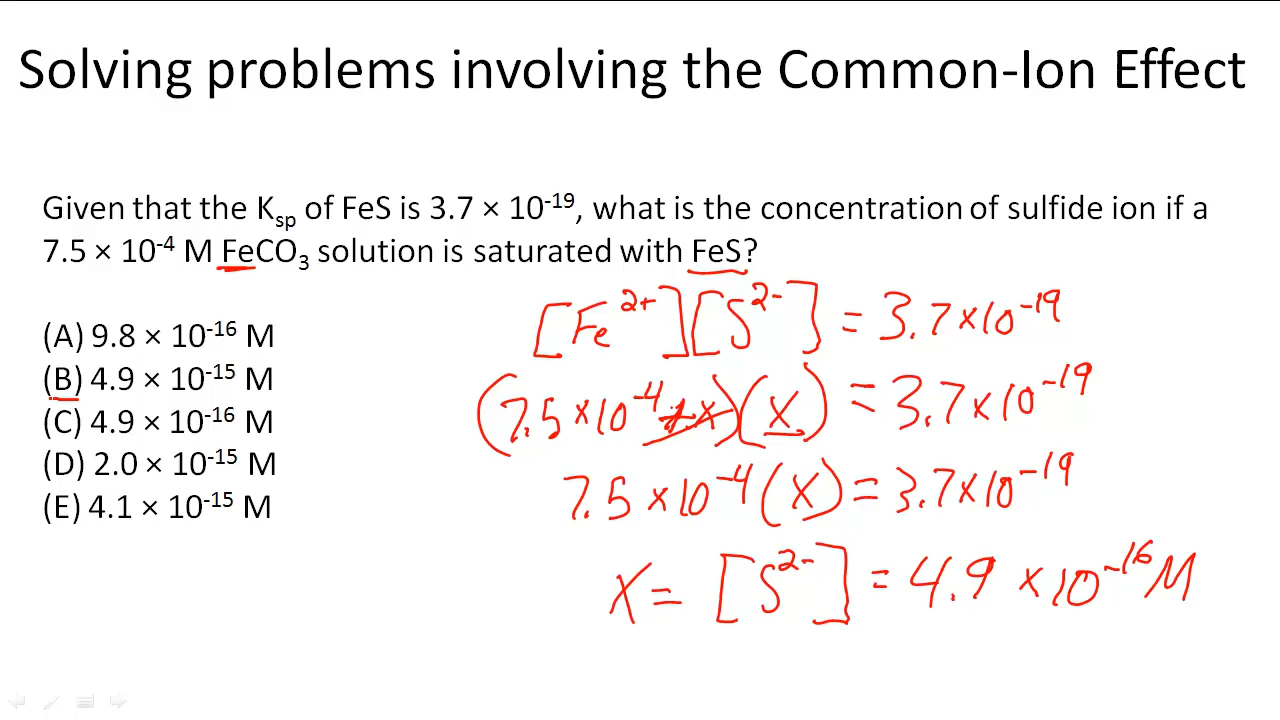 Solving problems involving the Common-Ion Effect
Given that the Kₛₚ of FeS is 3.7 × 10⁻¹⁹, what is the concentration of sulfide ion if a
7.5 × 10⁻⁴ M FeCO₃ solution is saturated with FeS?
(A) 9.8 × 10⁻¹⁶ M
(B) 4.9 × 10⁻¹⁵ M
(C) 4.9 × 10⁻¹⁶ M
(D) 2.0 × 10⁻¹⁵ M
(E) 4.1 × 10⁻¹⁵ M
[Fe²⁺][S²⁻] = 3.7×10⁻¹⁹
(7.5×10⁻⁴+x)(x) = 3.7×10⁻¹⁹
7.5×10⁻⁴(x) = 3.7×10⁻¹⁹
x = [S²⁻] = 4.9 ×10⁻¹⁶ M